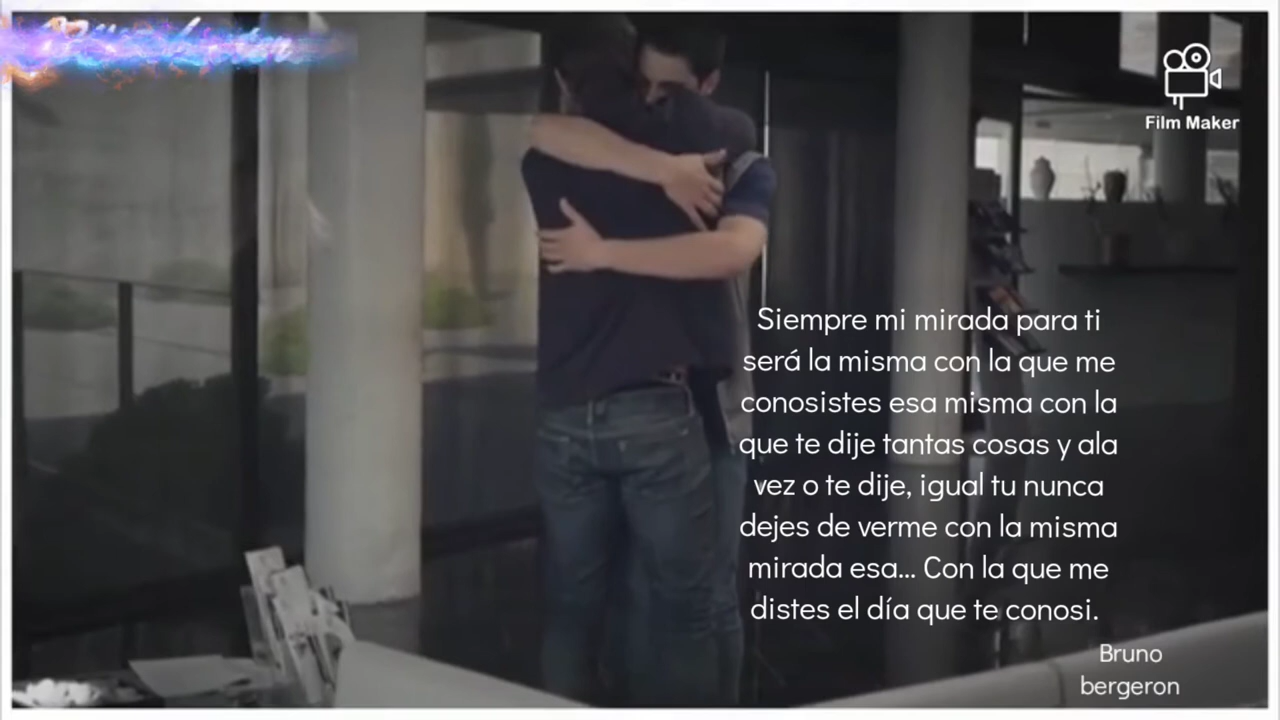 Film Maker
Siempre mi mirada para ti
será la misma con la que me
conosistes esa misma con la
que te dije tantas cosas y ala
vez o te dije, igual tu nunca
dejes de verme con la misma
mirada esa... Con la que me
distes el día que te conosi.
Bruno
bergeron